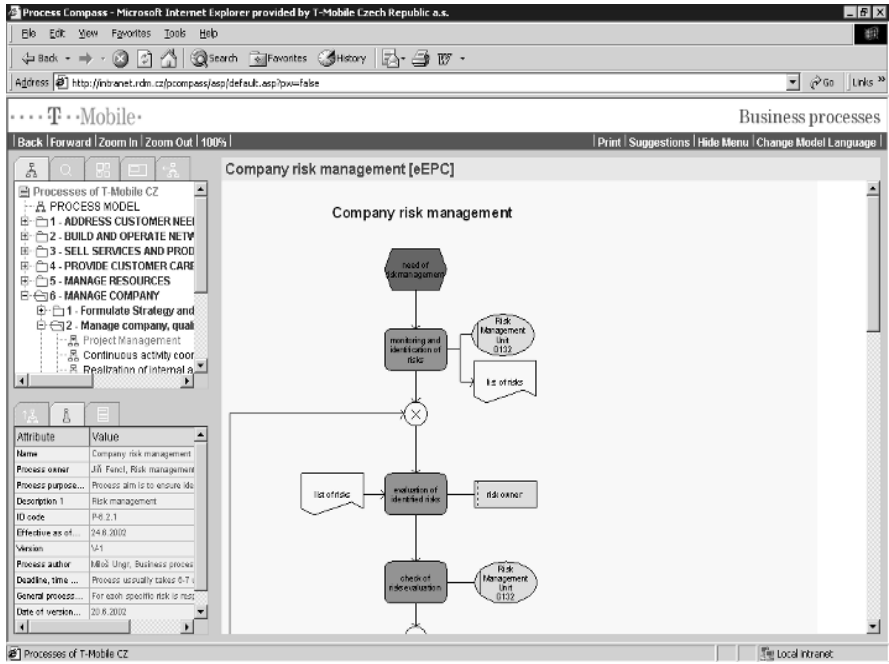 Process Compass - Microsoft Internet Explorer provided by T-Mobile Czech Republic a.s.
File Edit View Favorites Tools Help
Back Search Favorites History
Address http://intranet.rdm.cz/pcompass/asp/default.asp?pw=false Go Links
T Mobile Business processes
Back Forward Zoom In Zoom Out 100% Print Suggestions Hide Menu Change Model Language
Company risk management [eEPC]
Processes of T-Mobile CZ
PROCESS MODEL
1 - ADDRESS CUSTOMER NEE
2 - BUILD AND OPERATE NETW
3 - SELL SERVICES AND PROD
4 - PROVIDE CUSTOMER CARE
5 - MANAGE RESOURCES
6 - MANAGE COMPANY
1 - Formulate Strategy and
2 - Manage company, quali
Project Management
Continuous activity coor
Realization of internal a
Attribute Value
Name Company risk management
Process owner Jiří Fencl, Risk management
Process purpose... Process aim is to ensure ide
Description 1 Risk management
ID code P-6.2.1
Effective as of... 24.6.2002
Version V-1
Process author Miloš Ungr, Business proces
Deadline, time ... Process ussually takes 6-7
General process... For each specific risk is resp
Date of version... 20.6.2002
Company risk management
need of
risk management
monitoring and
identification of
risks
Risk
Management
Unit
0132
list of risks
list of risks
evaluation of
identified risks
risk owner
check of
risks evaluation
Risk
Management
Unit
0132
Processes of T-Mobile CZ Local intranet